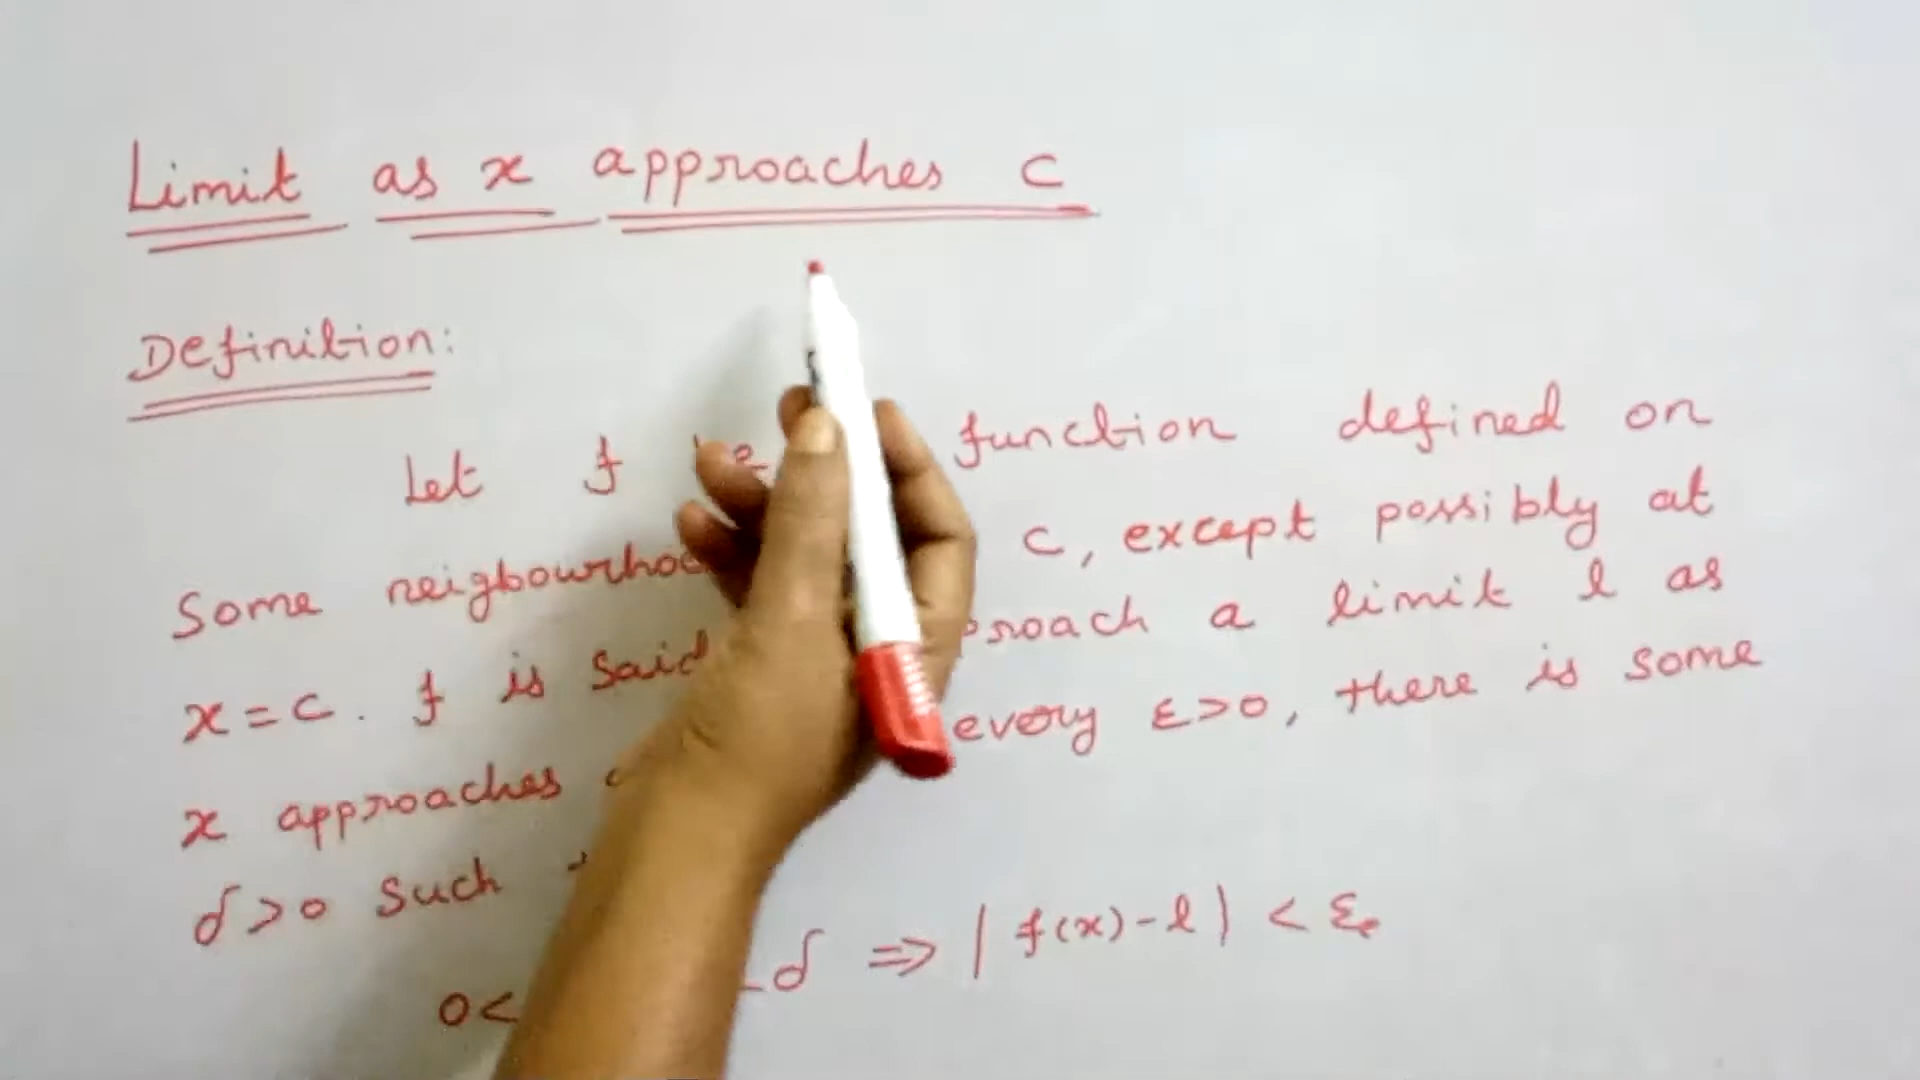 Limit as x approaches c
Definition:
Let f function defined on
Some c, except possibly at
x=c. f is said a limit l as
x approaches every ε>0, there is some
δ>0 such
0< <δ ⇒ |f(x)-l| < ε.